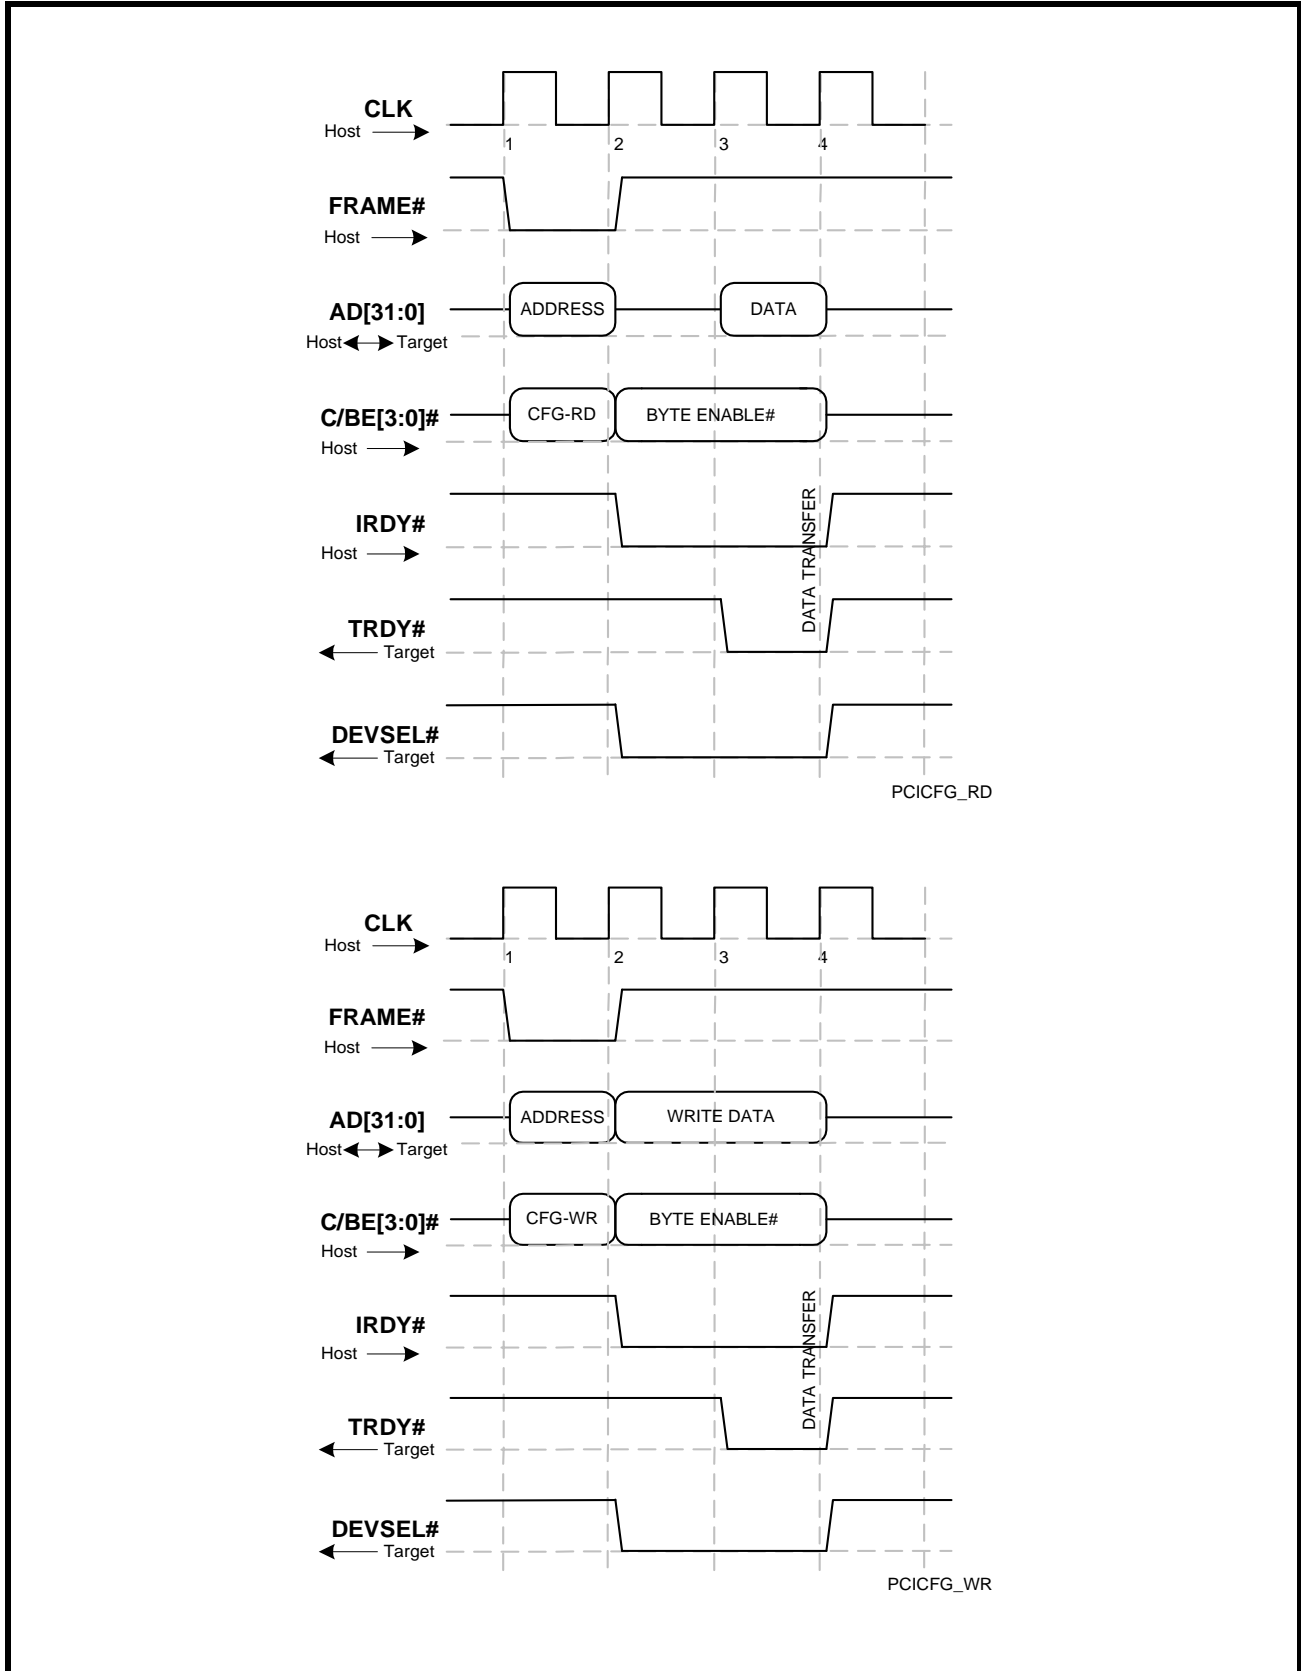 CLK
Host
1 2 3 4
FRAME#
Host
AD[31:0] ADDRESS DATA
Host Target
C/BE[3:0]# CFG-RD BYTE ENABLE#
Host
IRDY#
Host
DATA TRANSFER
TRDY#
Target
DEVSEL#
Target
PCICFG_RD
CLK
Host
1 2 3 4
FRAME#
Host
AD[31:0] ADDRESS WRITE DATA
Host Target
C/BE[3:0]# CFG-WR BYTE ENABLE#
Host
IRDY#
Host
DATA TRANSFER
TRDY#
Target
DEVSEL#
Target
PCICFG_WR